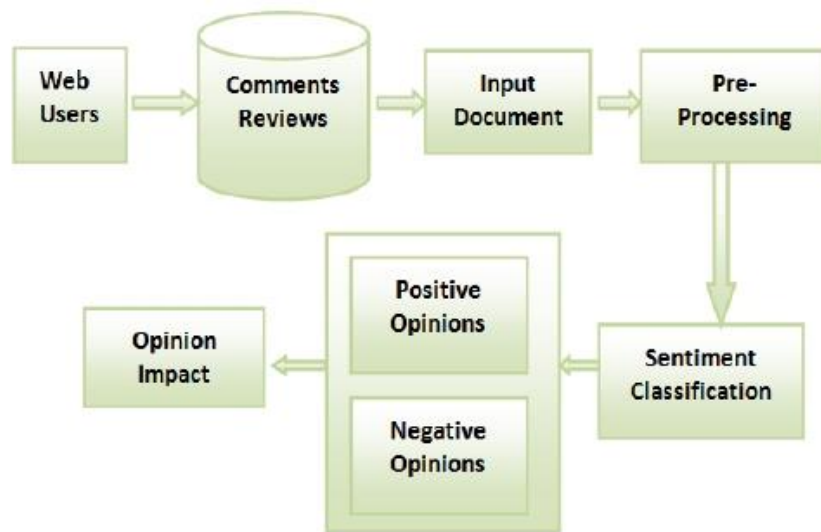 Web
Users
Comments
Reviews
Input
Document
Pre-
Processing
Sentiment
Classification
Positive
Opinions
Negative
Opinions
Opinion
Impact